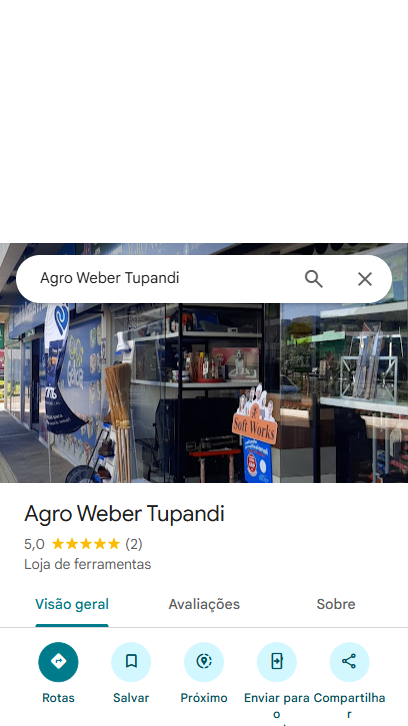 Agro Weber Tupandi
Soft Works
Agro Weber Tupandi
5,0 ★★★★★ (2)
Loja de ferramentas
Visão geral Avaliações Sobre
Rotas Salvar Próximo Enviar para o Compartilhar